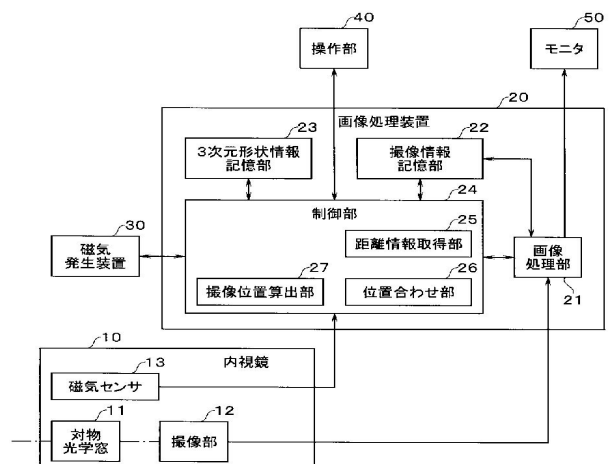 40
操作部
50
モニタ
20
画像処理装置
23
3次元形状情報
記憶部
22
撮像情報
記憶部
24
制御部
25
距離情報取得部
30
磁気
発生装置
27
撮像位置算出部
26
位置合わせ部
画像
処理部
21
10
内視鏡
13
磁気センサ
11
対物
光学窓
12
撮像部